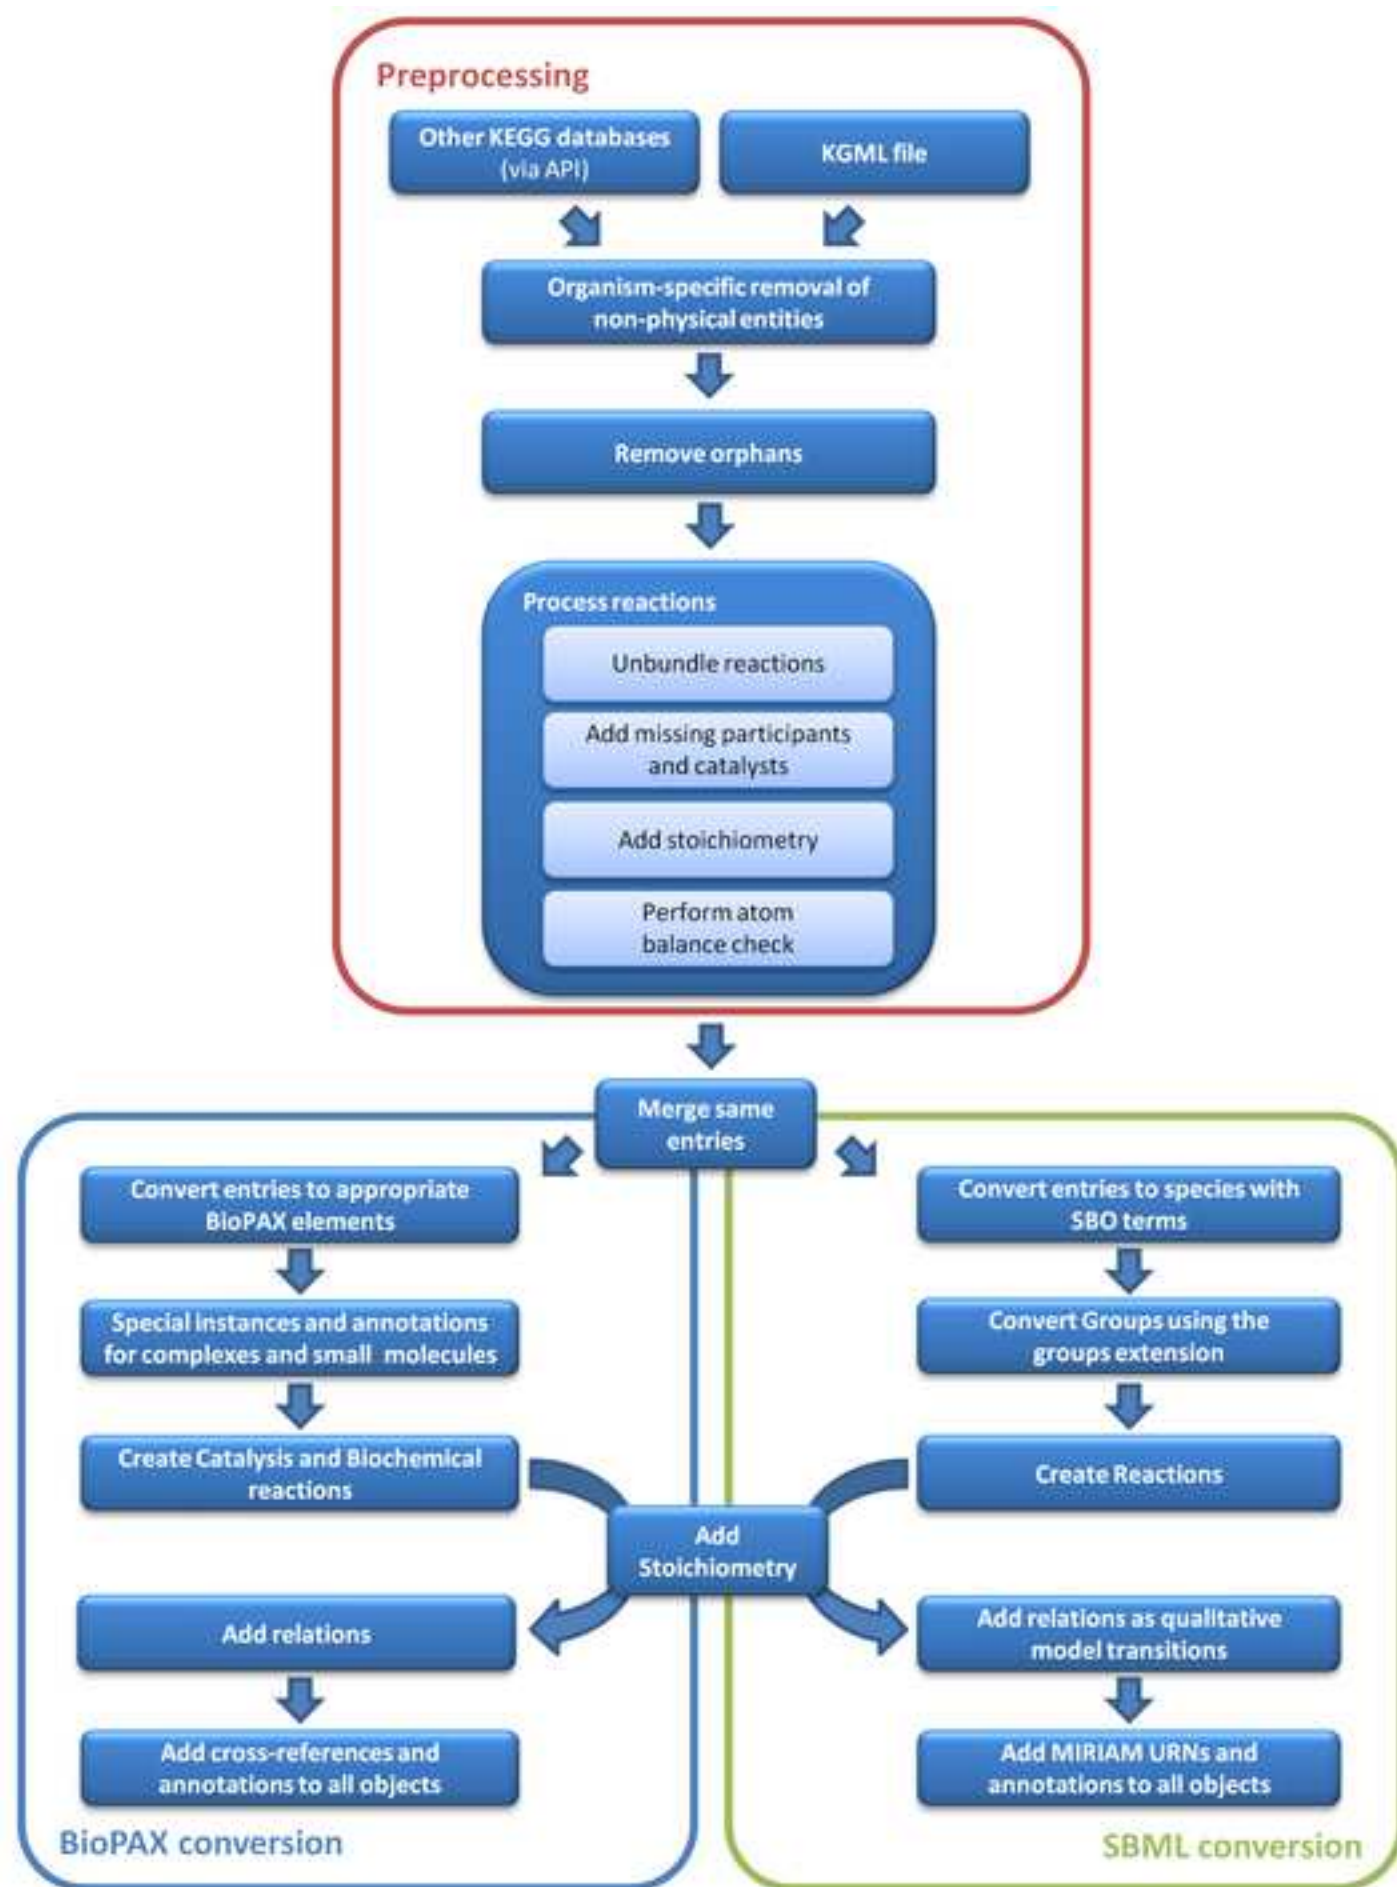 Preprocessing
Other KEGG databases
(via API)
KGML file
Organism-specific removal of
non-physical entities
Remove orphans
Process reactions
Unbundle reactions
Add missing participants
and catalysts
Add stoichiometry
Perform atom
balance check
Merge same
entries
Convert entries to appropriate
BioPAX elements
Special instances and annotations
for complexes and small molecules
Create Catalysis and Biochemical
reactions
Add
Stoichiometry
Add relations
Add cross-references and
annotations to all objects
BioPAX conversion
Convert entries to species with
SBO terms
Convert Groups using the
groups extension
Create Reactions
Add relations as qualitative
model transitions
Add MIRIAM URNs and
annotations to all objects
SBML conversion